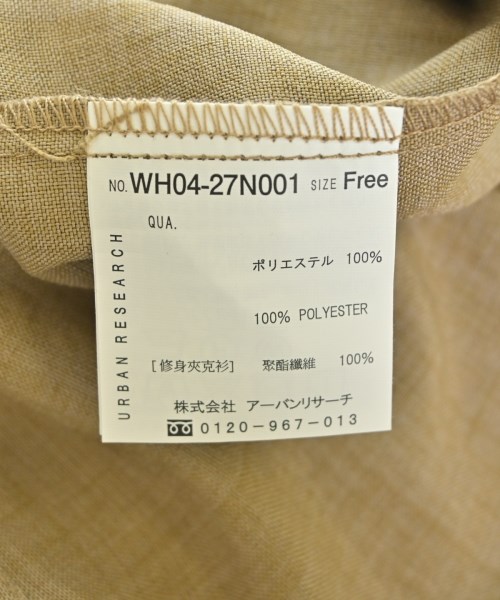 NO. WH04-27N001 SIZE Free
QUA.
ポリエステル 100%
100% POLYESTER
[修身夾克衫] 聚酯纖維 100%
株式会社 アーバンリサーチ
0120-967-013
URBAN RESEARCH